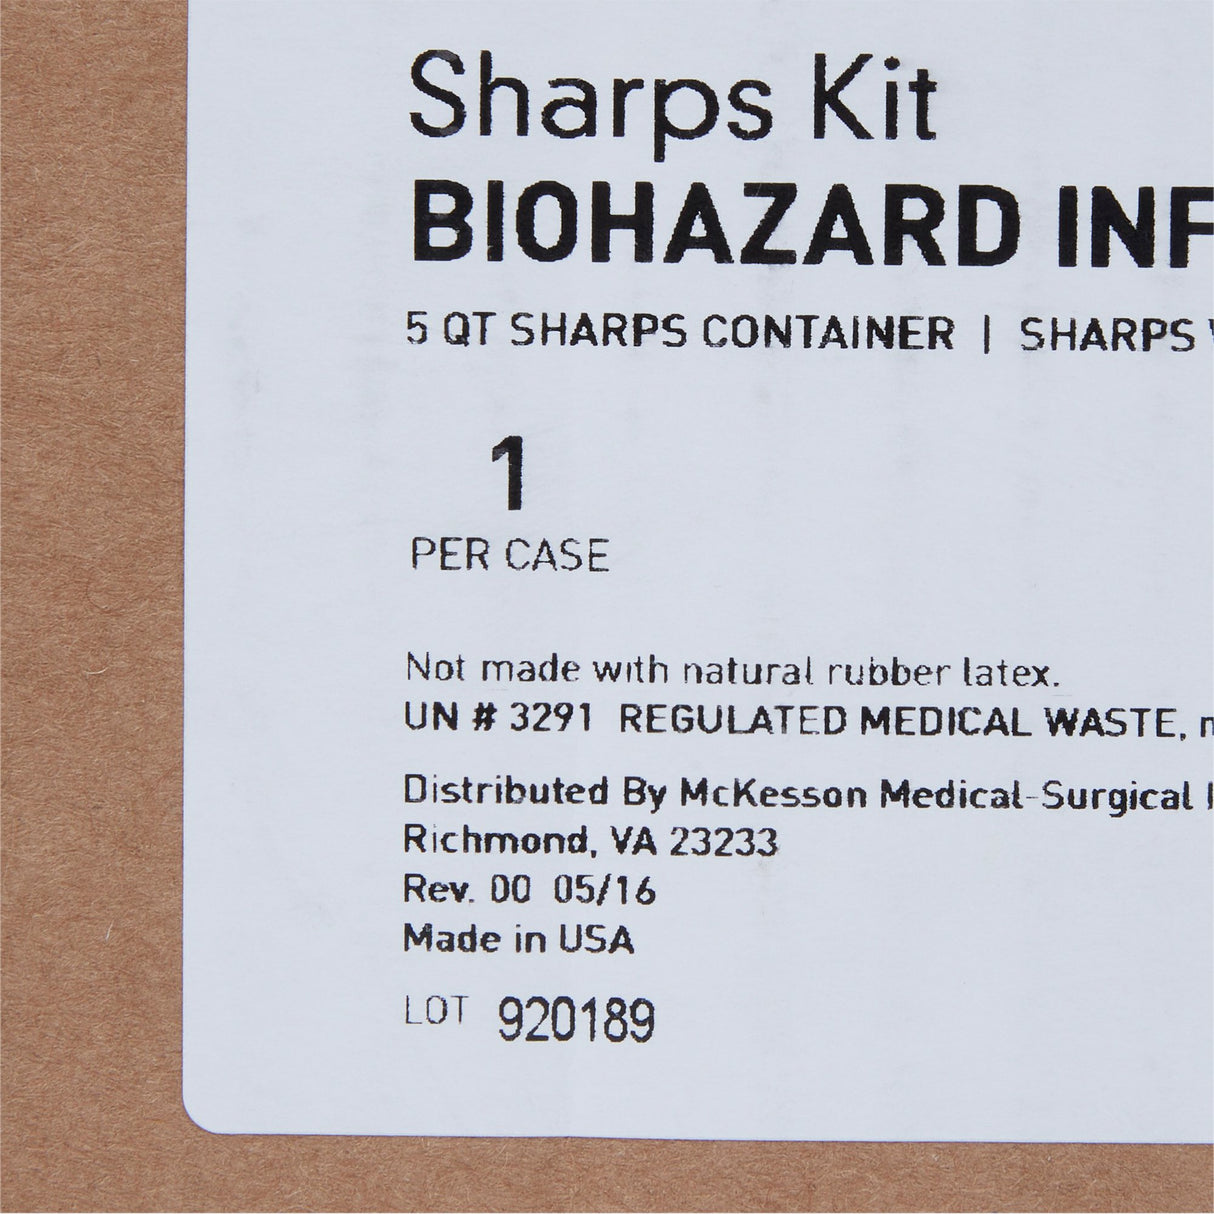 Sharps Kit
BIOHAZARD INF
5 QT SHARPS CONTAINER | SHARPS
1
PER CASE
Not made with natural rubber latex.
UN # 3291 REGULATED MEDICAL WASTE,
Distributed By McKesson Medical-Surgical
Richmond, VA 23233
Rev. 00 05/16
Made in USA
LOT 920189